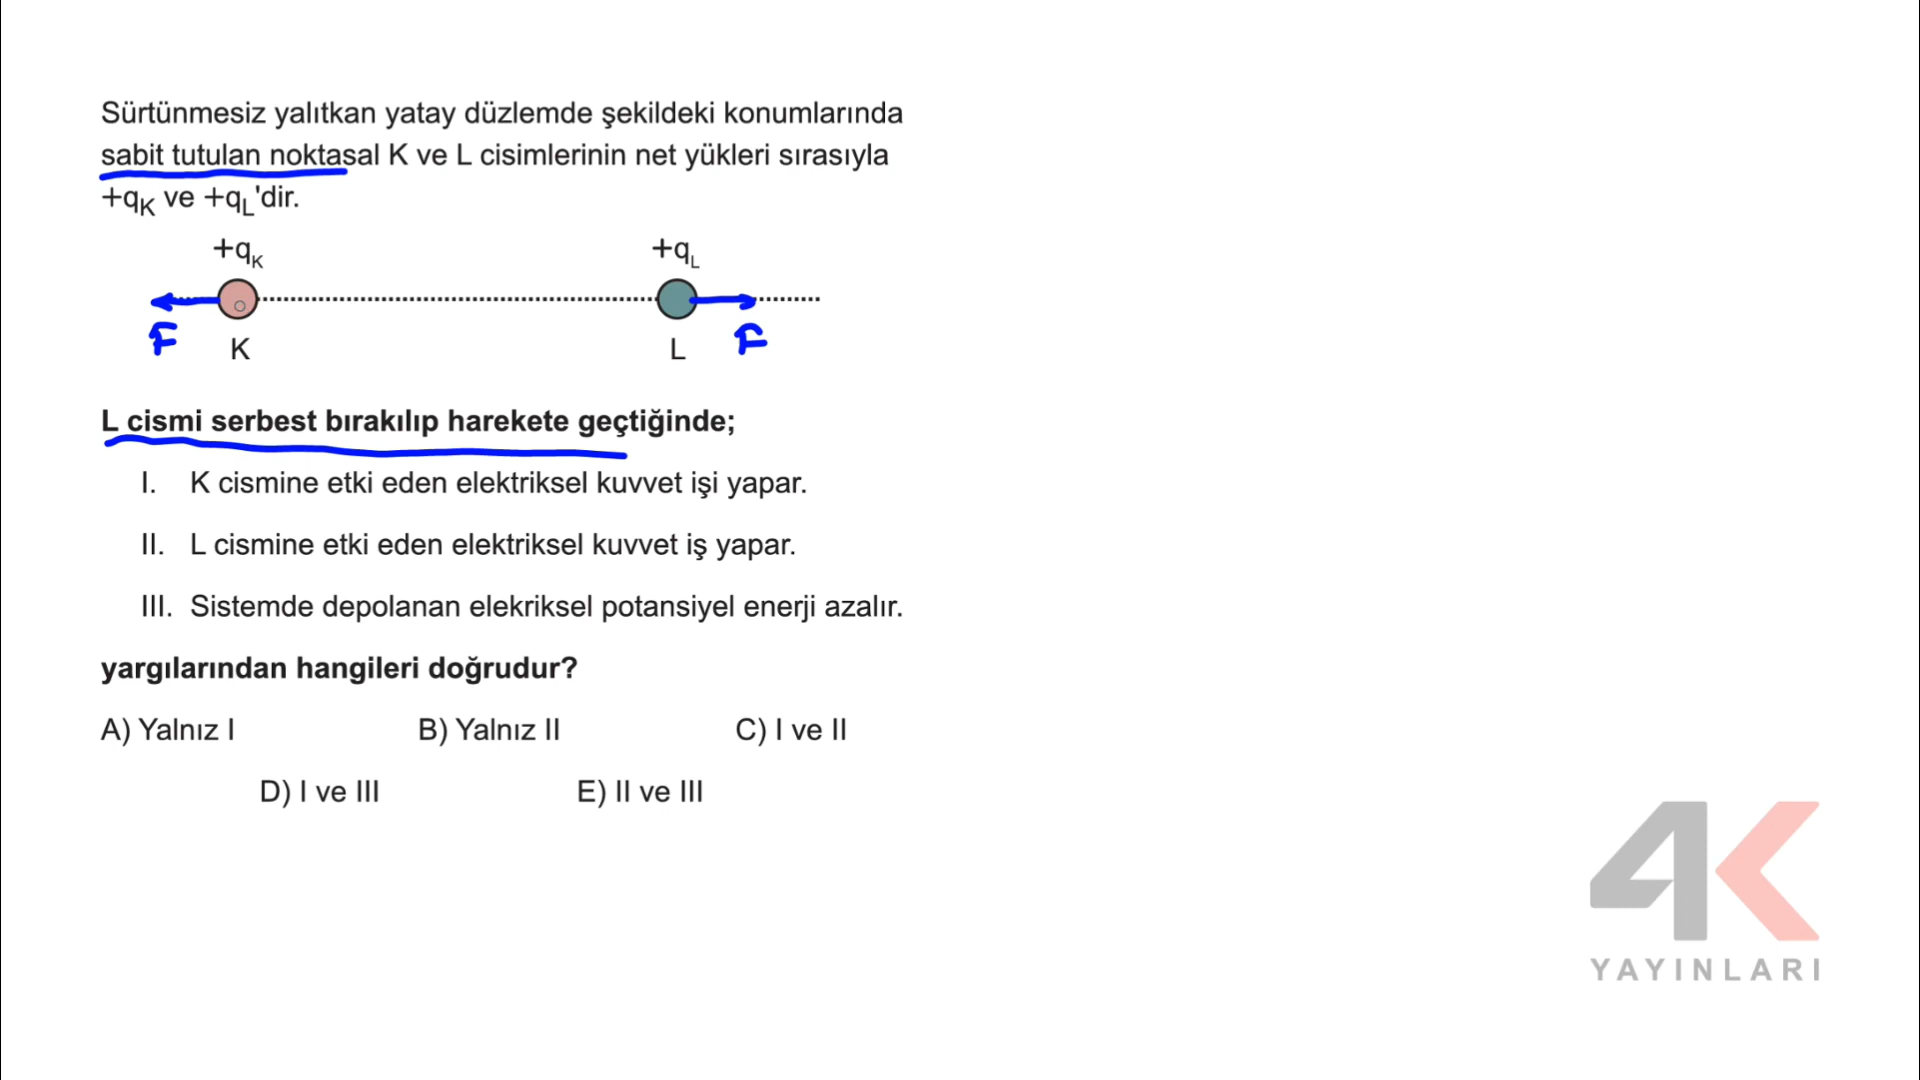 Sürtünmesiz yalıtkan yatay düzlemde şekildeki konumlarında
sabit tutulan noktasal K ve L cisimlerinin net yükleri sırasıyla
+qK ve +qL'dir.
+qK +qL
F K L F
L cismi serbest bırakılıp harekete geçtiğinde;
I. K cismine etki eden elektriksel kuvvet işi yapar.
II. L cismine etki eden elektriksel kuvvet iş yapar.
III. Sistemde depolanan elekriksel potansiyel enerji azalır.
yargılarından hangileri doğrudur?
A) Yalnız I B) Yalnız II C) I ve II
D) I ve III E) II ve III
4K
YAYINLARI